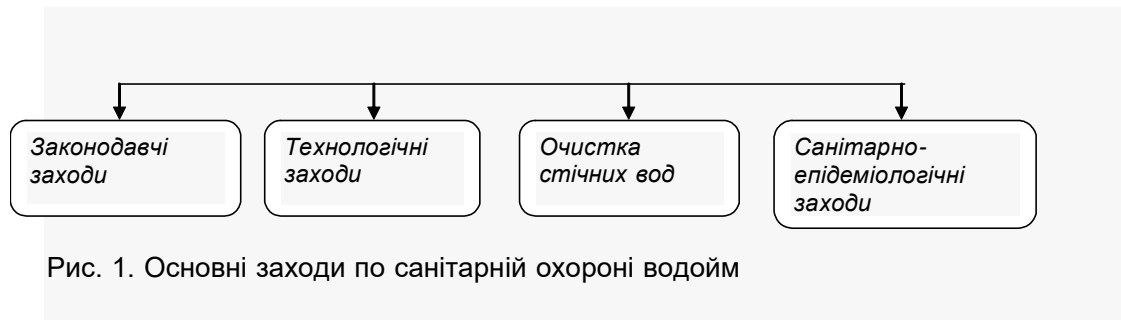 Законодавчі
заходи
Технологічні
заходи
Очистка
стічних вод
Санітарно-
епідеміологічні
заходи
Рис. 1. Основні заходи по санітарній охороні водойм